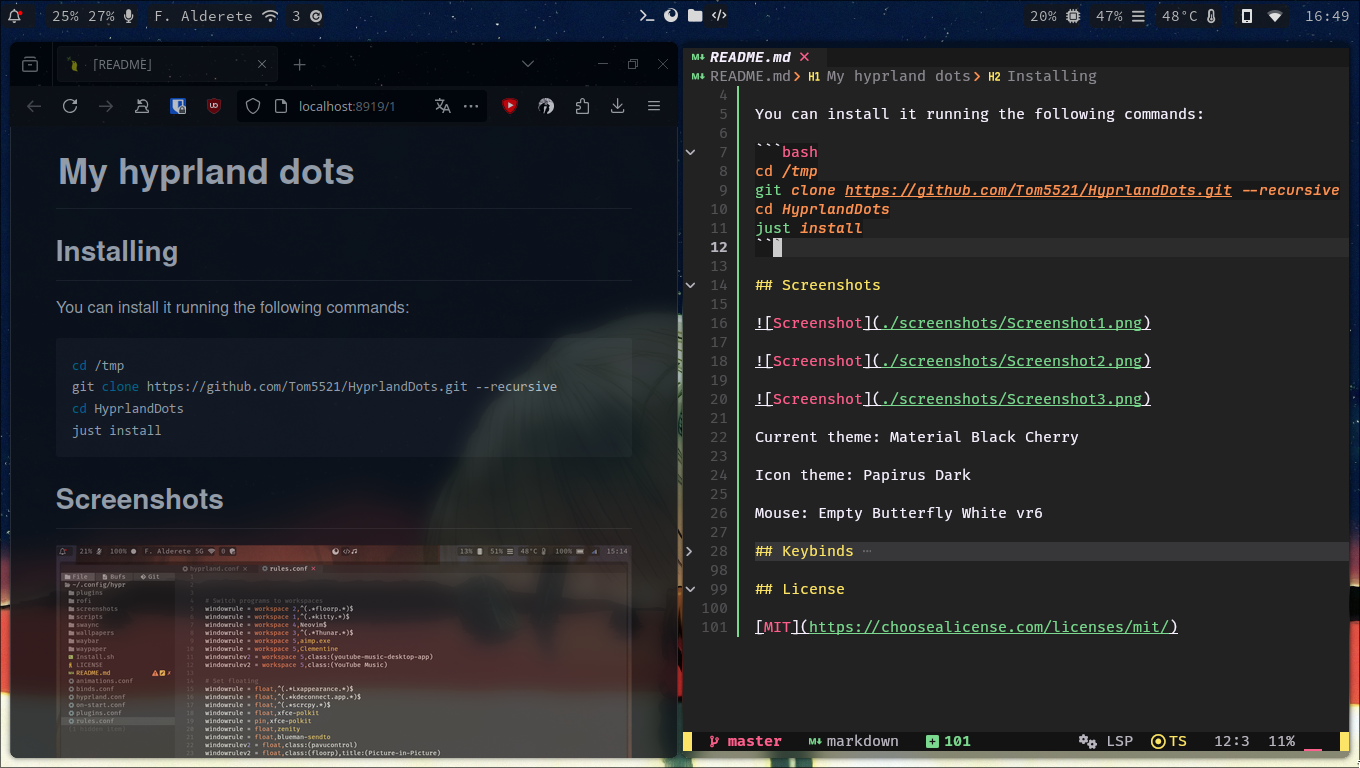 25% 27% F. Alderete 3
20% 47% 48°C 16:49
[README]
localhost:8919/1
My hyprland dots
Installing
You can install it running the following commands:
cd /tmp
git clone https://github.com/Tom5521/HyprlandDots.git --recursive
cd HyprlandDots
just install
Screenshots
21% 100% F. Alderete 5G 0 13% 51% 48°C 100% 15:14
File Bufs Git hyprland.conf rules.conf
~/.config/hypr
plugins
rofi
screenshots
scripts
swaync
wallpapers
waybar
waypaper
Install.sh
LICENSE
README.md
animations.conf
binds.conf
hyprland.conf
on-start.conf
plugins.conf
rules.conf
# Switch programs to workspaces
windowrule = workspace 2,^(.*floorp.*)$
windowrule = workspace 1,^(.*kitty.*)$
windowrule = workspace 4,Neovim$
windowrule = workspace 3,^(.*Thunar.*)$
windowrule = workspace 5,aimp.exe
windowrule = workspace 5,Clementine
windowrulev2 = workspace 5,class:(youtube-music-desktop-app)
windowrulev2 = workspace 5,class:(YouTube Music)
# Set floating
windowrule = float,^(.*Lxappearance.*)$
windowrule = float,^(.*kdeconnect.app.*)$
windowrule = float,^(.*scrcpy.*)$
windowrule = float,xfce-polkit
windowrule = pin,xfce-polkit
windowrule = float,zenity
windowrule = float,blueman-sendto
windowrulev2 = float,class:(pavucontrol)
windowrulev2 = float,class:(floorp),title:(Picture-in-Picture)
README.md
README.md > H1 My hyprland dots > H2 Installing
4
5 You can install it running the following commands:
6
7 ```bash
8 cd /tmp
9 git clone https://github.com/Tom5521/HyprlandDots.git --recursive
10 cd HyprlandDots
11 just install
12 ```
13
14 ## Screenshots
15
16 ![Screenshot](./screenshots/Screenshot1.png)
17
18 ![Screenshot](./screenshots/Screenshot2.png)
19
20 ![Screenshot](./screenshots/Screenshot3.png)
21
22 Current theme: Material Black Cherry
23
24 Icon theme: Papirus Dark
25
26 Mouse: Empty Butterfly White vr6
27
28 ## Keybinds ⋯
98
99 ## License
100
101 [MIT](https://choosealicense.com/licenses/mit/)
master markdown 101 LSP TS 12:3 11%